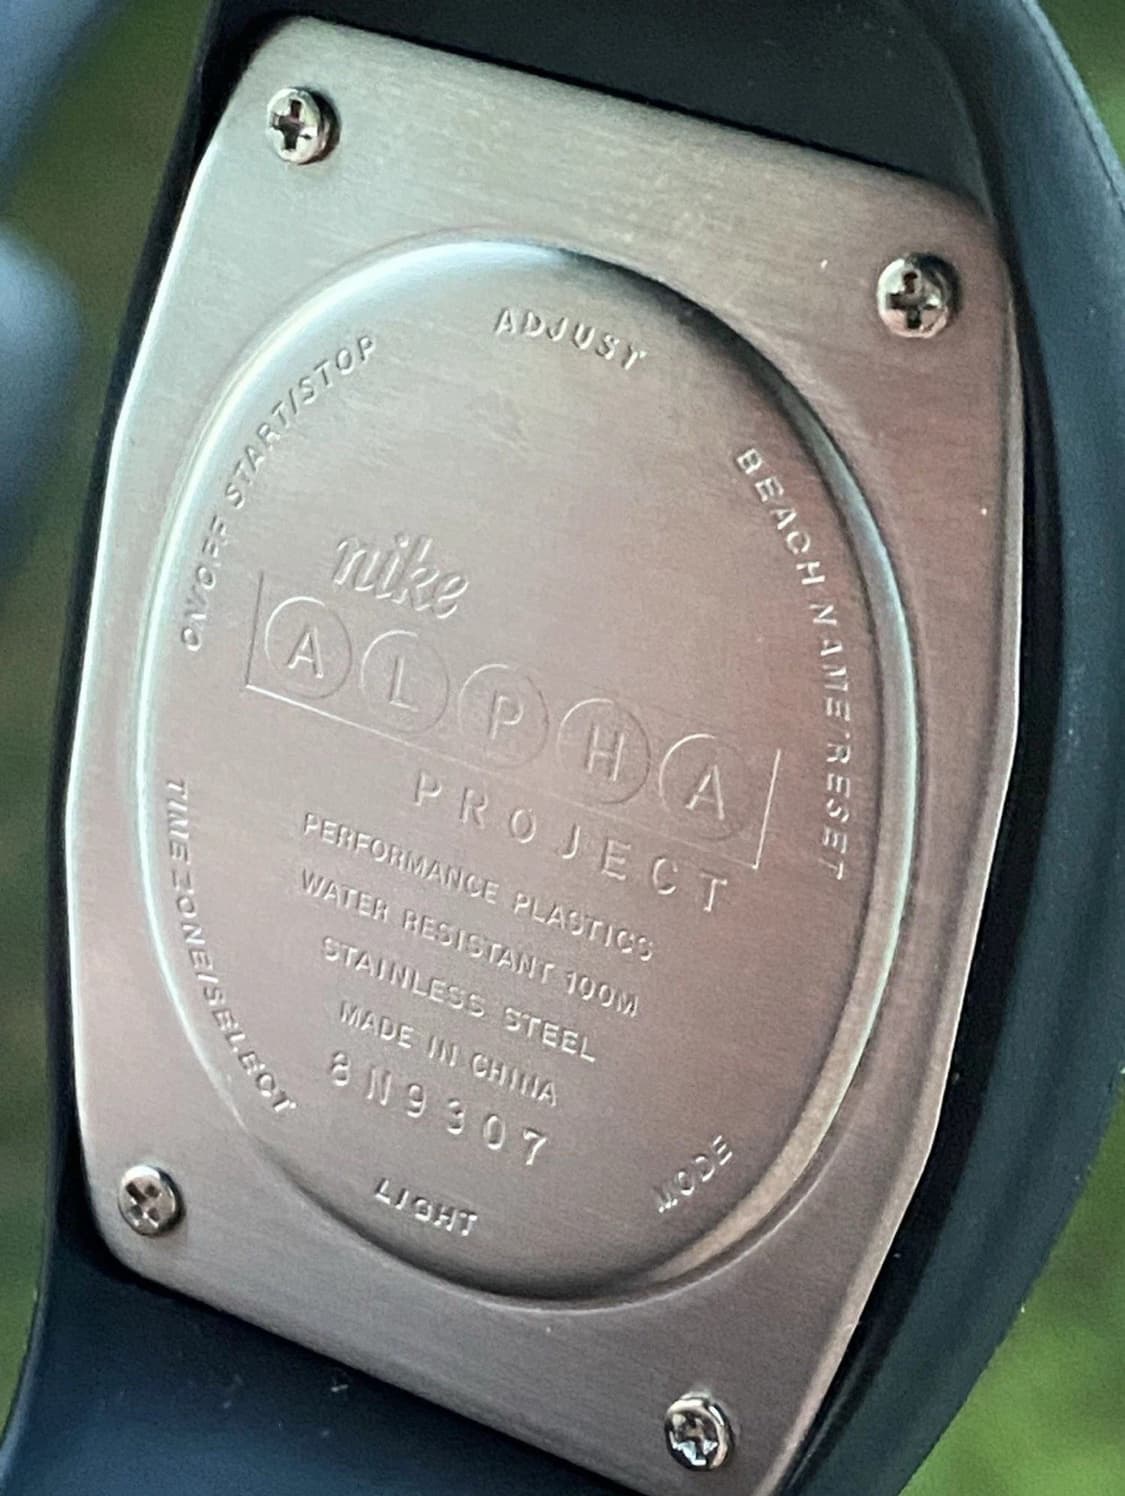 ADJUST
ON/OFF START/STOP
BEACH NAME/RESET
nike
ALPHA
PROJECT
PERFORMANCE PLASTICS
WATER RESISTANT 100M
STAINLESS STEEL
MADE IN CHINA
8N9307
TIME ZONE/SELECT
LIGHT
MODE